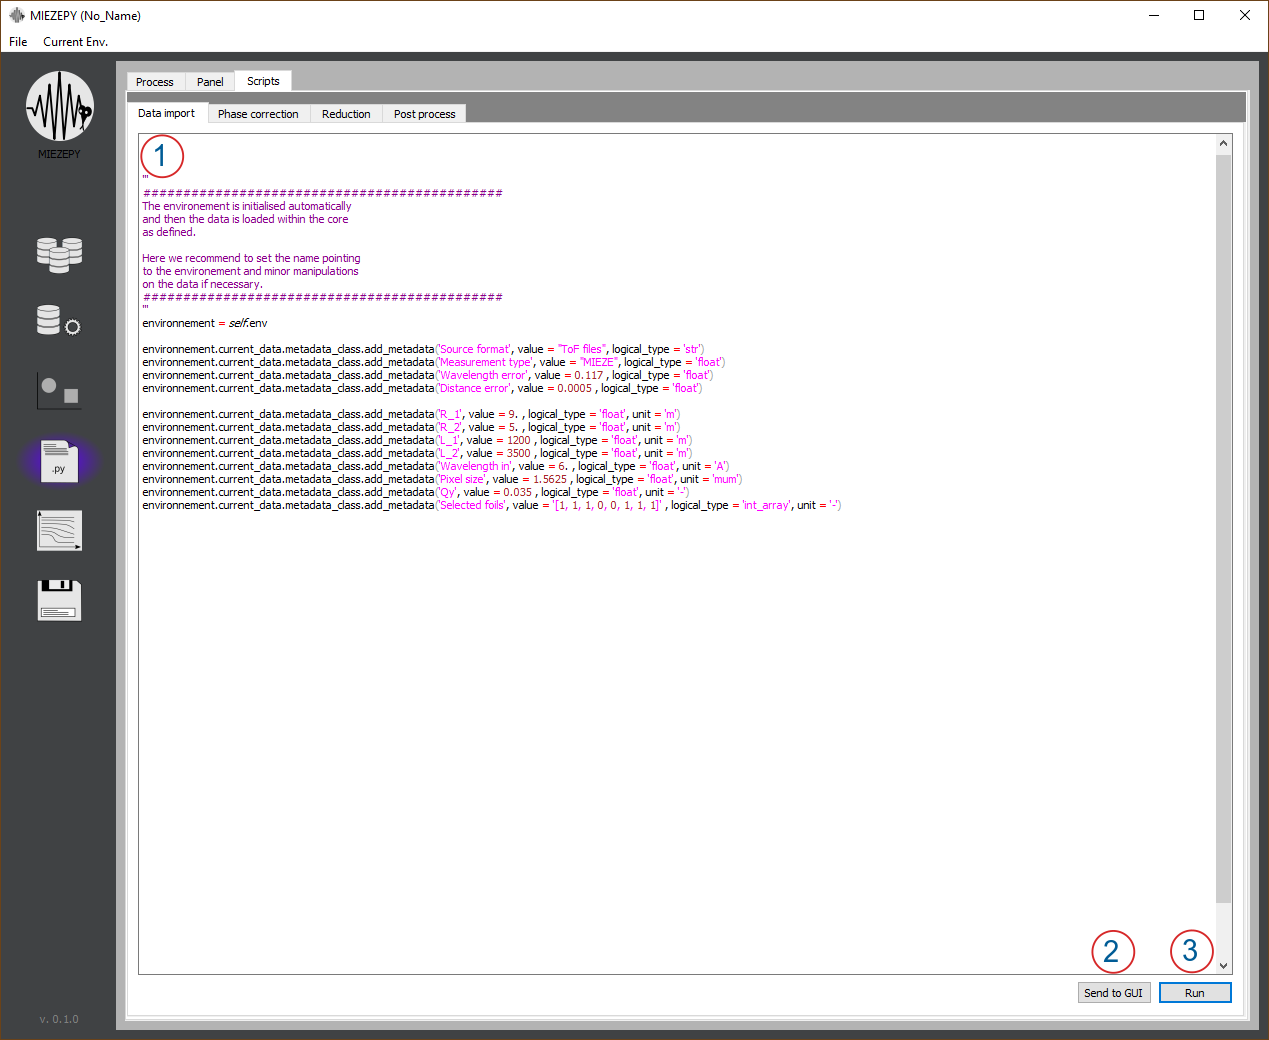 MIEZEPY (No_Name)
File Current Env.
MIEZEPY
Process Panel Scripts
Data import Phase correction Reduction Post process
1
'''
#############################################
The environement is initialised automatically
and then the data is loaded within the core
as defined.
Here we recommend to set the name pointing
to the environement and minor manipulations
on the data if necessary.
#############################################
'''
environnement = self.env
environnement.current_data.metadata_class.add_metadata('Source format', value = "ToF files", logical_type = 'str')
environnement.current_data.metadata_class.add_metadata('Measurement type', value = "MIEZE", logical_type = 'float')
environnement.current_data.metadata_class.add_metadata('Wavelength error', value = 0.117 , logical_type = 'float')
environnement.current_data.metadata_class.add_metadata('Distance error', value = 0.0005 , logical_type = 'float')
environnement.current_data.metadata_class.add_metadata('R_1', value = 9. , logical_type = 'float', unit = 'm')
environnement.current_data.metadata_class.add_metadata('R_2', value = 5. , logical_type = 'float', unit = 'm')
environnement.current_data.metadata_class.add_metadata('L_1', value = 1200 , logical_type = 'float', unit = 'm')
environnement.current_data.metadata_class.add_metadata('L_2', value = 3500 , logical_type = 'float', unit = 'm')
environnement.current_data.metadata_class.add_metadata('Wavelength in', value = 6. , logical_type = 'float', unit = 'A')
environnement.current_data.metadata_class.add_metadata('Pixel size', value = 1.5625 , logical_type = 'float', unit = 'mum')
environnement.current_data.metadata_class.add_metadata('Qy', value = 0.035 , logical_type = 'float', unit = '-')
environnement.current_data.metadata_class.add_metadata('Selected foils', value = '[1, 1, 1, 0, 0, 1, 1, 1]' , logical_type = 'int_array', unit = '-')
.py
2 3
Send to GUI Run
v. 0.1.0